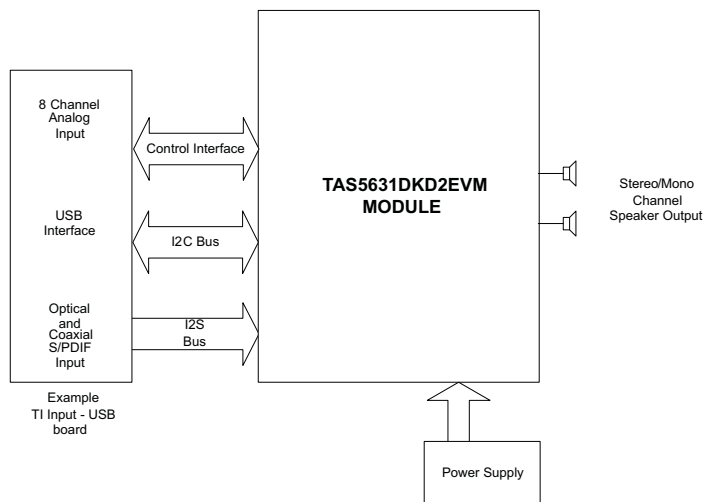 8 Channel
Analog
Input
USB
Interface
Optical
and
Coaxial
S/PDIF
Input
Example
TI Input - USB
board
Control Interface
I2C Bus
I2S
Bus
TAS5631DKD2EVM
MODULE
Stereo/Mono
Channel
Speaker Output
Power Supply